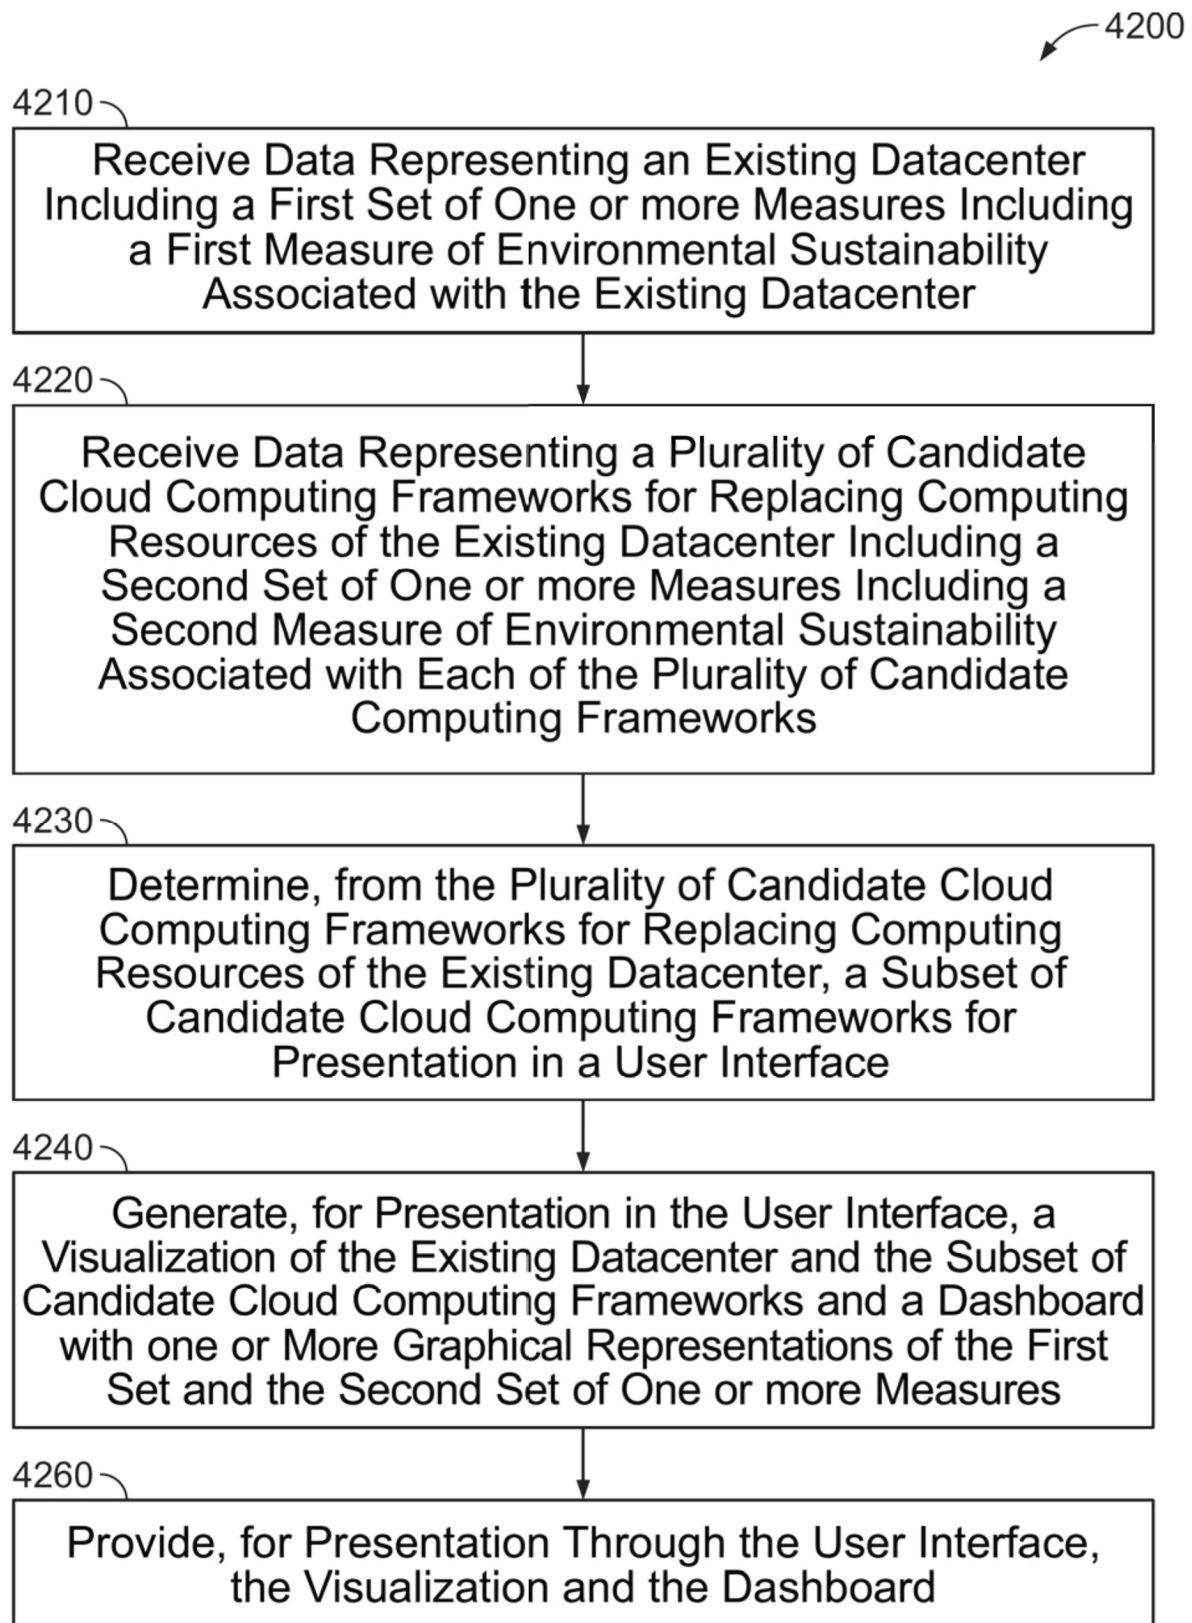 4200
4210
Receive Data Representing an Existing Datacenter
Including a First Set of One or more Measures Including
a First Measure of Environmental Sustainability
Associated with the Existing Datacenter
4220
Receive Data Representing a Plurality of Candidate
Cloud Computing Frameworks for Replacing Computing
Resources of the Existing Datacenter Including a
Second Set of One or more Measures Including a
Second Measure of Environmental Sustainability
Associated with Each of the Plurality of Candidate
Computing Frameworks
4230
Determine, from the Plurality of Candidate Cloud
Computing Frameworks for Replacing Computing
Resources of the Existing Datacenter, a Subset of
Candidate Cloud Computing Frameworks for
Presentation in a User Interface
4240
Generate, for Presentation in the User Interface, a
Visualization of the Existing Datacenter and the Subset of
Candidate Cloud Computing Frameworks and a Dashboard
with one or More Graphical Representations of the First
Set and the Second Set of One or more Measures
4260
Provide, for Presentation Through the User Interface,
the Visualization and the Dashboard